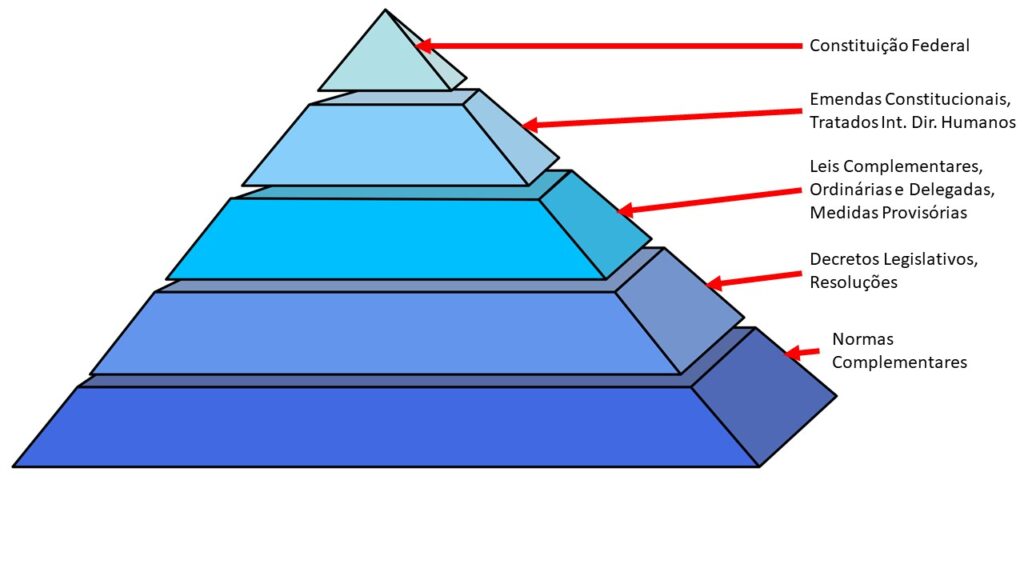 Constituição Federal
Emendas Constitucionais,
Tratados Int. Dir. Humanos
Leis Complementares,
Ordinárias e Delegadas,
Medidas Provisórias
Decretos Legislativos,
Resoluções
Normas
Complementares